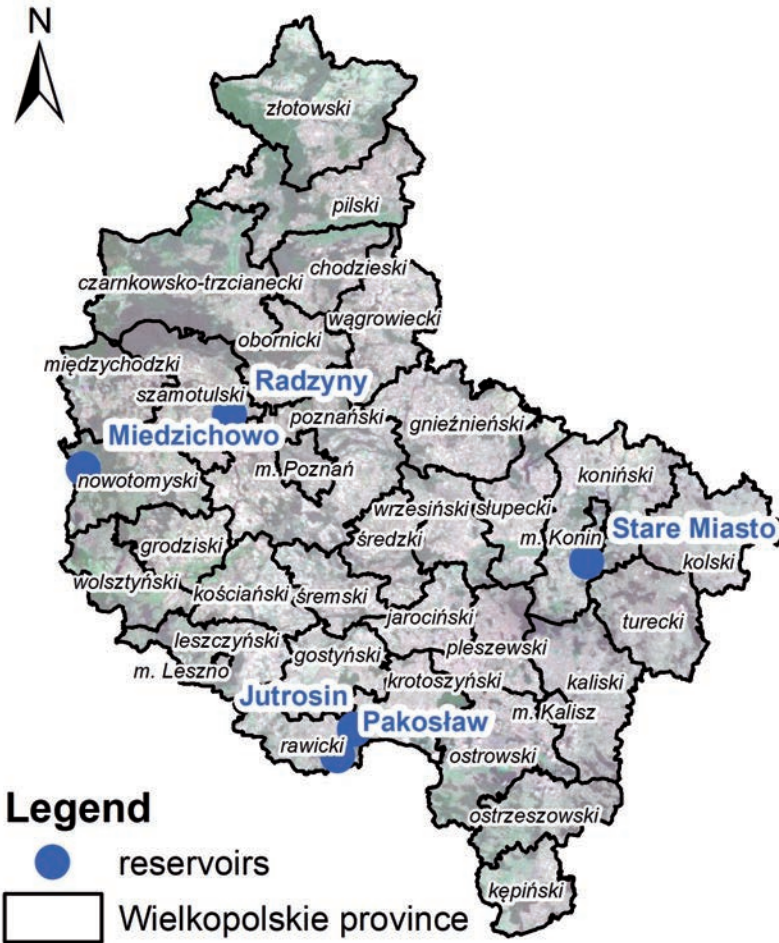 N
złotowski
pilski
chodzieski
czarnkowsko-trzcianecki
wągrowiecki
obornicki
międzychodzki
szamotulski
Radzyny
poznański
gnieźnieński
Miedzichowo
m. Poznań
koniński
nowotomyski
wrzesiński
słupecki
m. Konin
Stare Miasto
grodziski
średzki
kolski
wolsztyński
kościański
śremski
jarociński
turecki
leszczyński
gostyński
pleszewski
m. Leszno
krotoszyński
kaliski
Jutrosin
Pakosław
m. Kalisz
rawicki
ostrowski
Legend
ostrzeszowski
reservoirs
kępiński
Wielkopolskie province